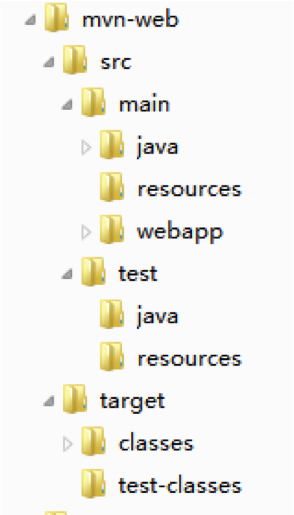 mvn-web
src
main
java
resources
webapp
test
java
resources
target
classes
test-classes